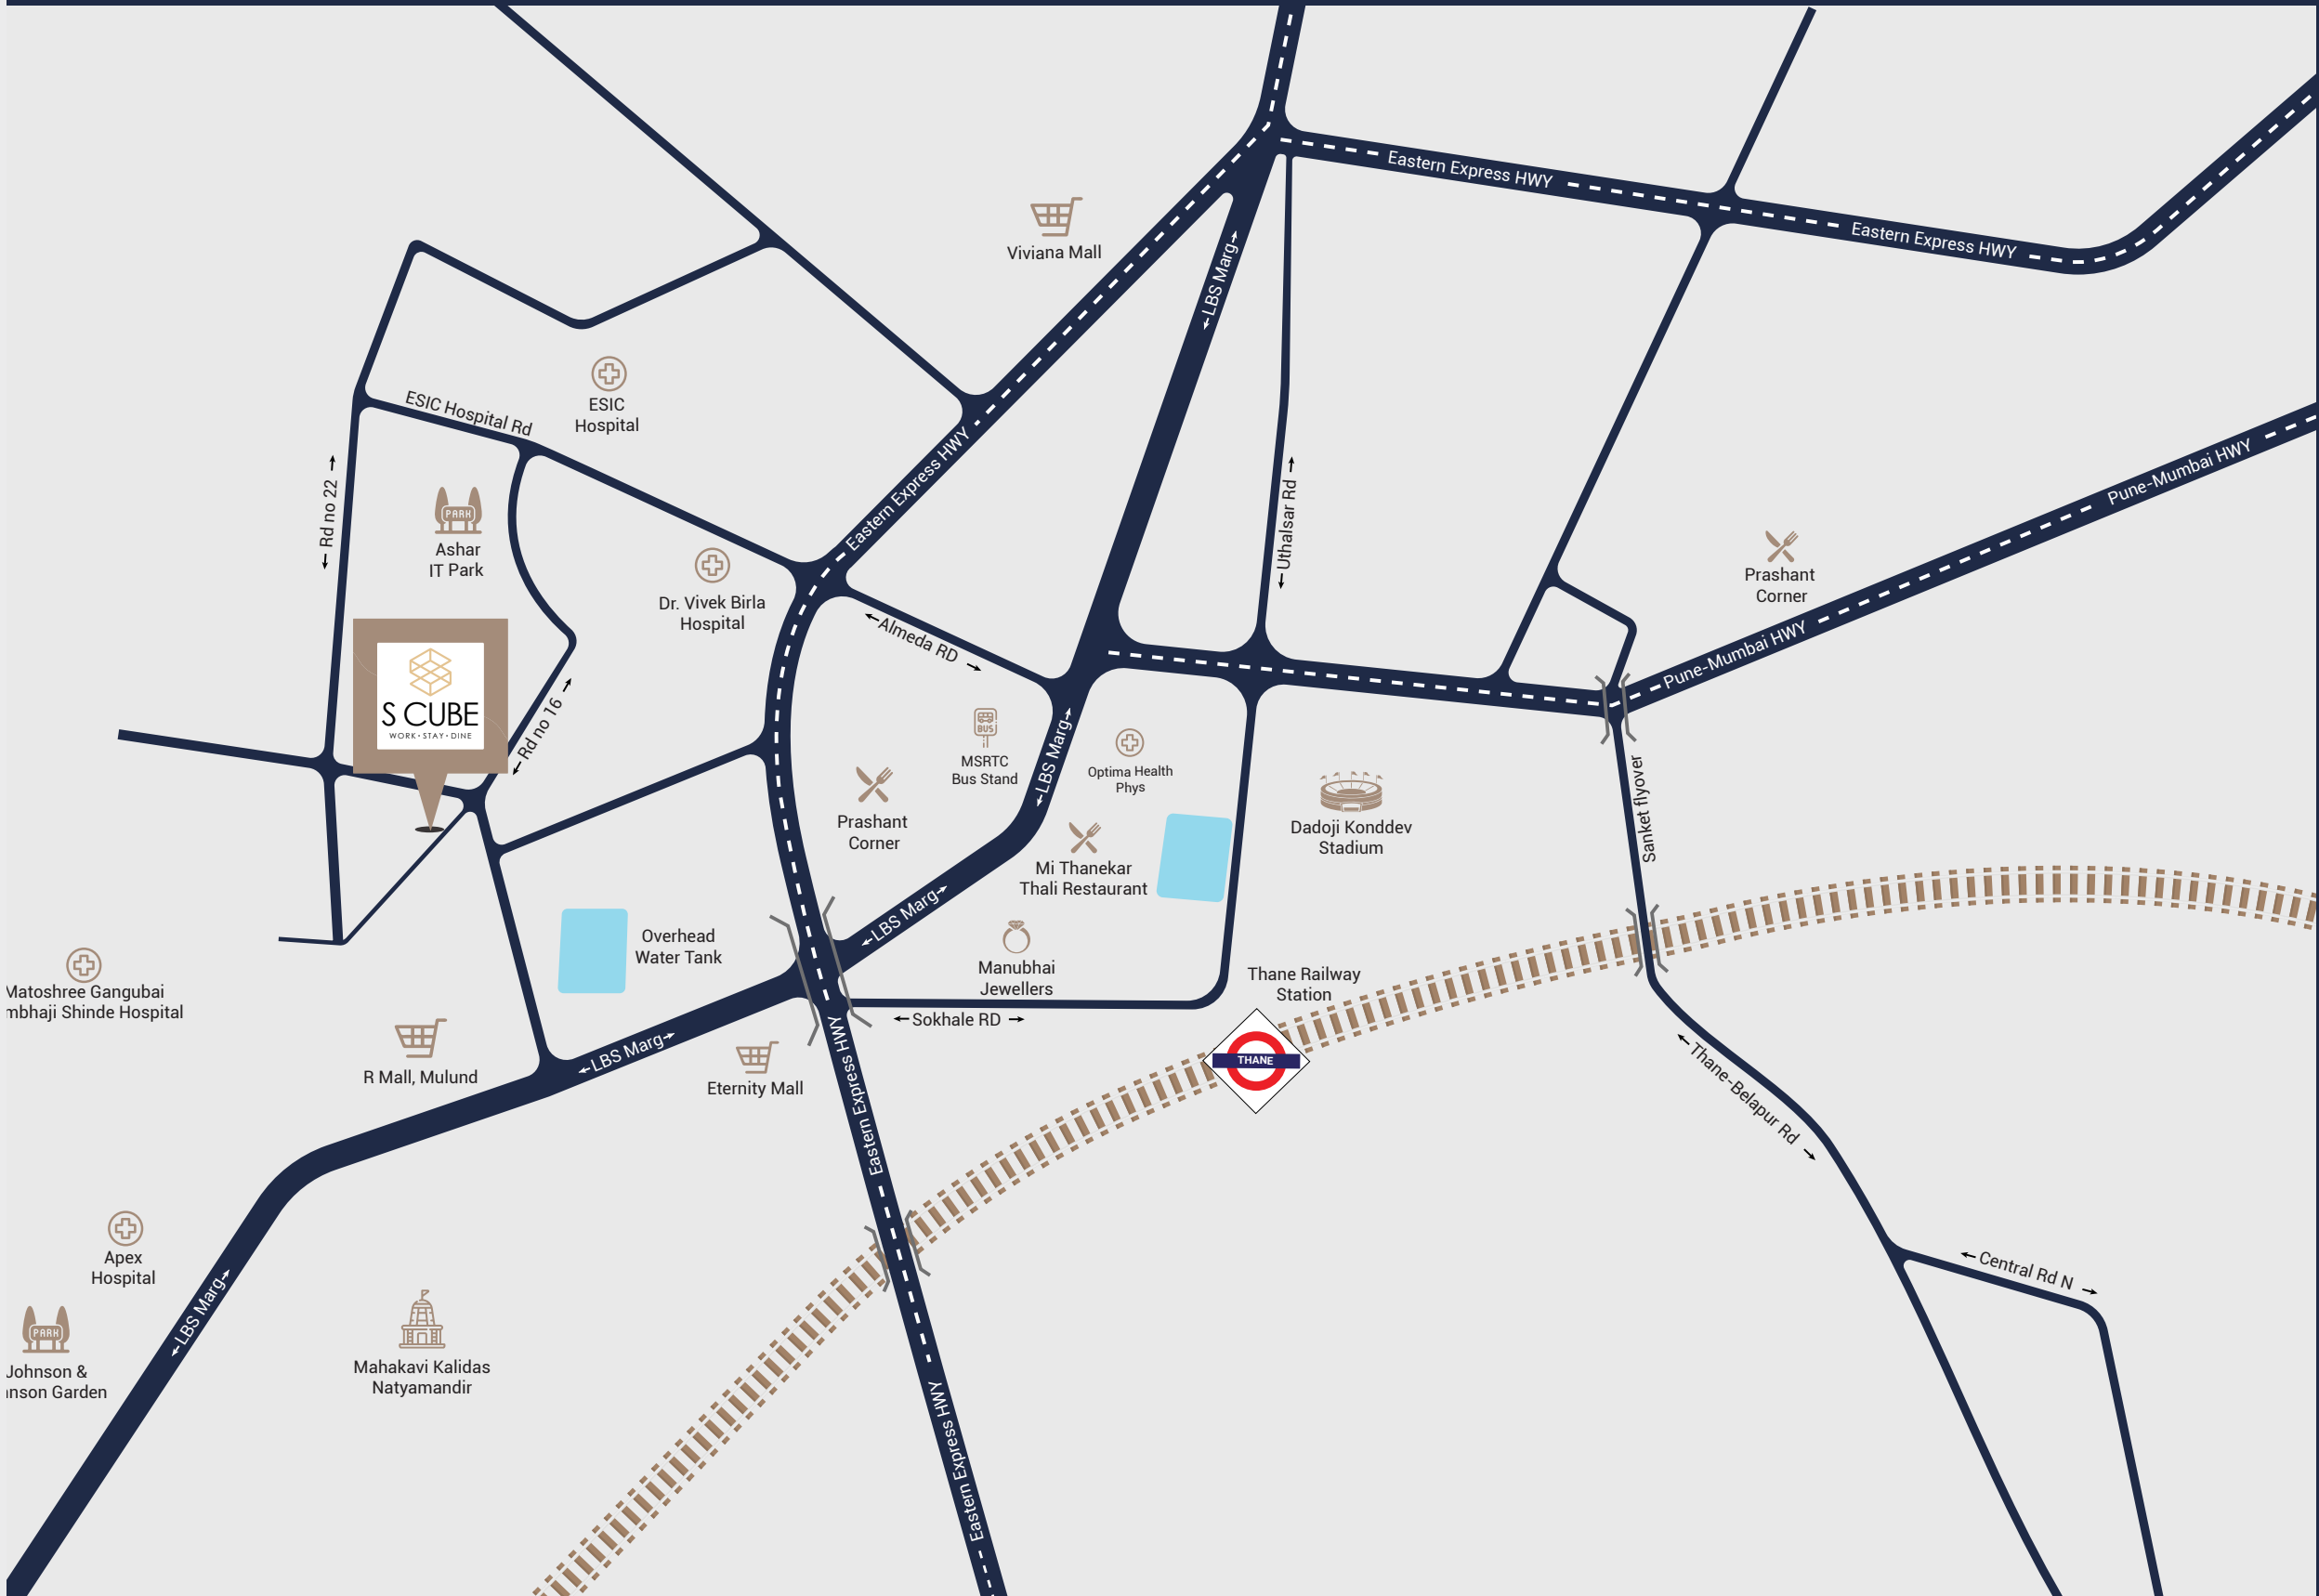 Eastern Express HWY
Eastern Express HWY
Viviana Mall
←LBS Marg→
ESIC
Hospital
ESIC Hospital Rd
Eastern Express HWY
←Rd no 22→
PARK
Ashar
IT Park
←Uthalsar Rd→
Pune-Mumbai HWY
Prashant
Corner
Dr. Vivek Birla
Hospital
←Almeda RD→
Pune-Mumbai HWY
S CUBE
WORK•STAY•DINE
←Rd no 16→
BUS
MSRTC
Bus Stand
←LBS Marg→
Optima Health
Phys
Prashant
Corner
Dadoji Konddev
Stadium
Sanket flyover
Mi Thanekar
Thali Restaurant
←LBS Marg→
Overhead
Water Tank
Manubhai
Jewellers
Thane Railway
Station
Matoshree Gangubai
mbhaji Shinde Hospital
←Sokhale RD→
THANE
←LBS Marg→
R Mall, Mulund
Eternity Mall
Eastern Express HWY
←Thane-Belapur Rd→
Apex
Hospital
←LBS Marg→
←Central Rd N→
PARK
Johnson &
nson Garden
Mahakavi Kalidas
Natyamandir
Eastern Express HWY